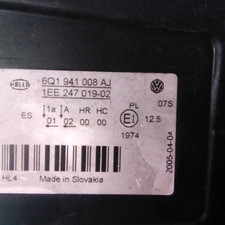 HELLA
6Q1 941 008 AJ
1EE 247 019-02
07S
1a A HR HC PL
ES
01 02 00 00 E1 12.5
1974
2005-04-04
HL4 Made in Slovakia